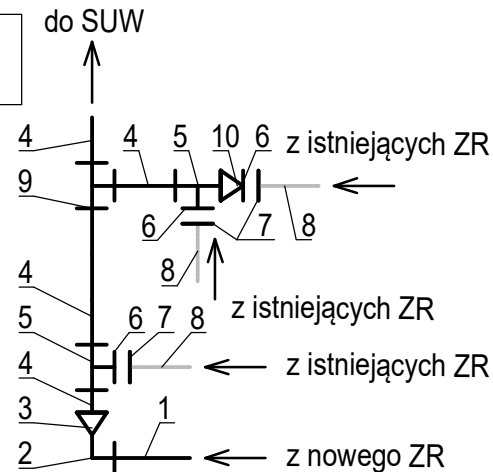 do SUW
4 4 5 10 6 z istniejących ZR
9 6 7 8
8
4 z istniejących ZR
5 6 7 8
4 z istniejących ZR
3 1
2 z nowego ZR